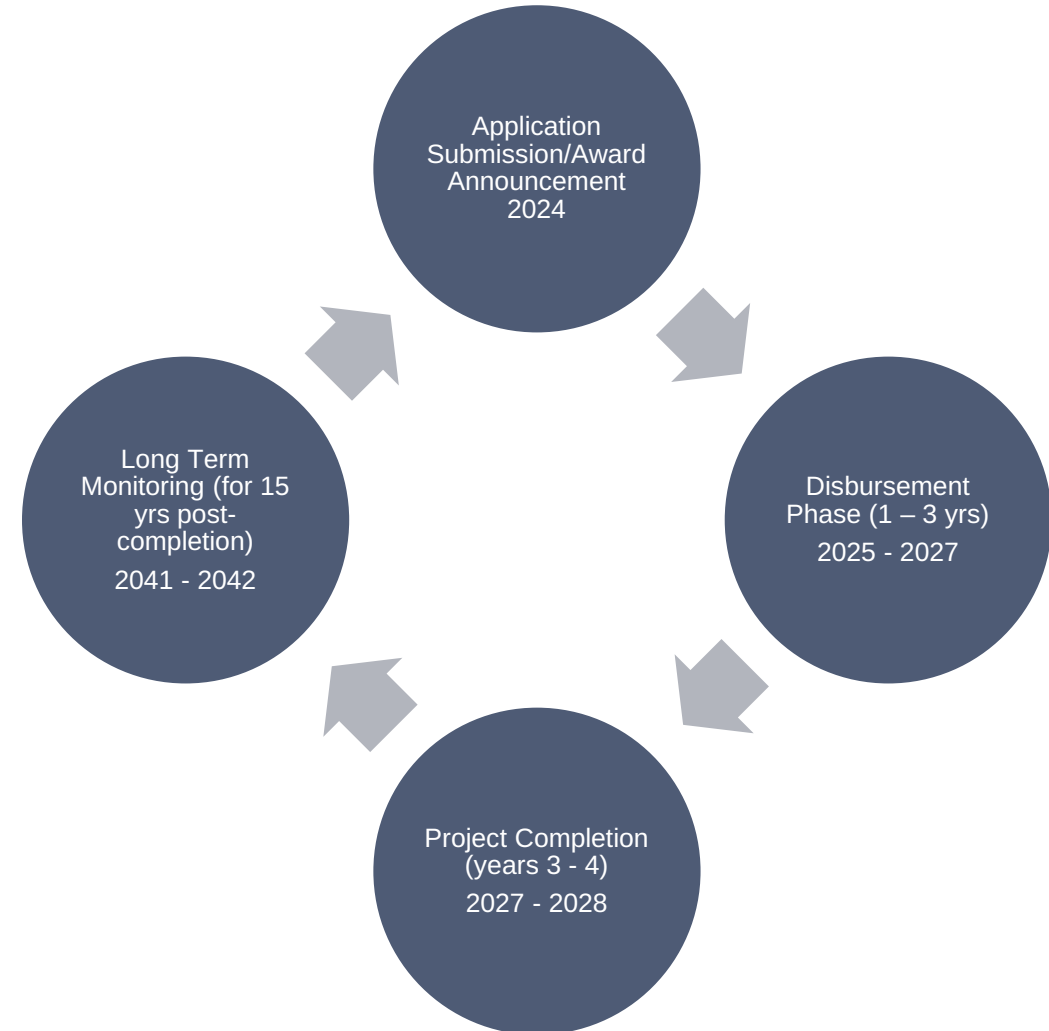 Application
Submission/Award
Announcement
2024
Disbursement
Phase (1 – 3 yrs)
2025 - 2027
Project Completion
(years 3 - 4)
2027 - 2028
Long Term
Monitoring (for 15
yrs post-
completion)
2041 - 2042